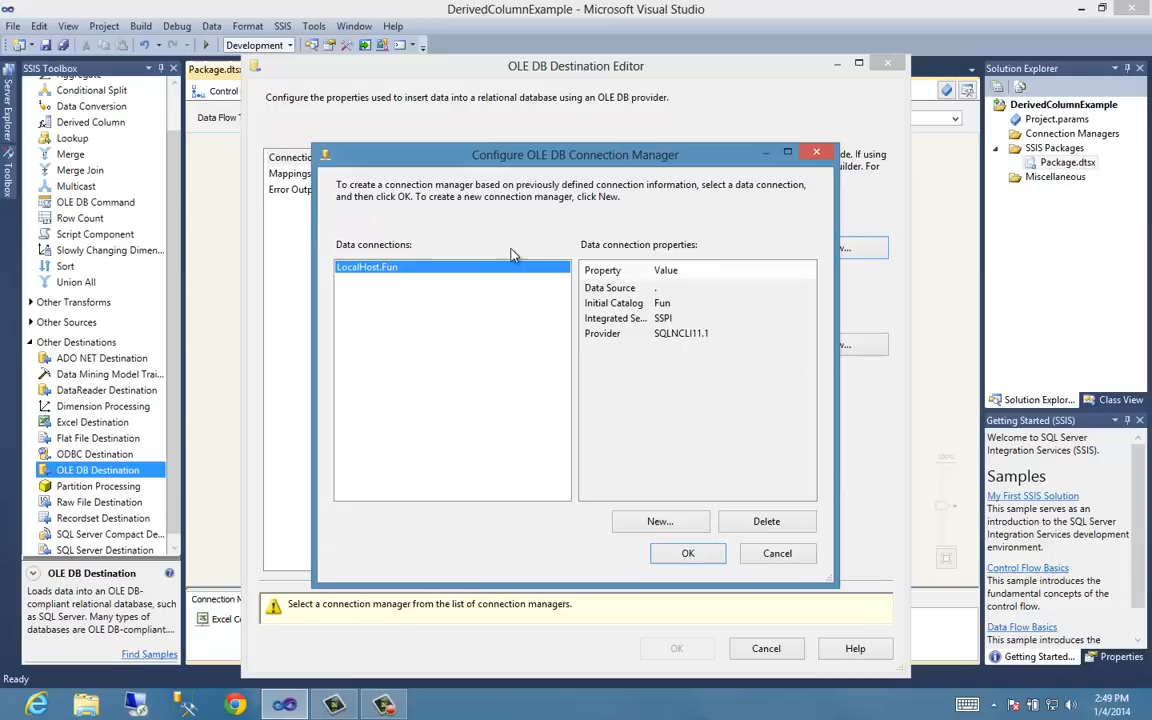 DerivedColumnExample - Microsoft Visual Studio
File Edit View Project Build Debug Data Format SSIS Tools Window Help
Development
SSIS Toolbox
Aggregate
Conditional Split
Data Conversion
Derived Column
Lookup
Merge
Merge Join
Multicast
OLE DB Command
Row Count
Script Component
Slowly Changing Dimen...
Sort
Union All
Other Transforms
Other Sources
Other Destinations
ADO NET Destination
Data Mining Model Trai...
DataReader Destination
Dimension Processing
Excel Destination
Flat File Destination
ODBC Destination
OLE DB Destination
Partition Processing
Raw File Destination
Recordset Destination
SQL Server Compact De...
SQL Server Destination
OLE DB Destination
Loads data into an OLE DB-
compliant relational database, such
as SQL Server. Many types of
databases are OLE DB-compliant....
Find Samples
Server Explorer
Toolbox
Package.dtsx
Control
Data Flow T
Connection M
Excel C
OLE DB Destination Editor
Configure the properties used to insert data into a relational database using an OLE DB provider.
Connectio
Mappings
Error Outp
de. If using
builder. For
w...
w...
Configure OLE DB Connection Manager
To create a connection manager based on previously defined connection information, select a data connection,
and then click OK. To create a new connection manager, click New.
Data connections:
LocalHost.Fun
Data connection properties:
Property Value
Data Source .
Initial Catalog Fun
Integrated Se... SSPI
Provider SQLNCLI11.1
New... Delete
OK Cancel
Select a connection manager from the list of connection managers.
OK Cancel Help
100%
Solution Explorer
DerivedColumnExample
Project.params
Connection Managers
SSIS Packages
Package.dtsx
Miscellaneous
Solution Explor... Class View
Getting Started (SSIS)
Welcome to SQL Server
Integration Services (SSIS).
Samples
My First SSIS Solution
This sample serves as an
introduction to the SQL Server
Integration Services development
environment.
Control Flow Basics
This sample introduces the
fundamental concepts of the
control flow.
Data Flow Basics
This sample introduces the
Getting Started... Properties
Ready
2:49 PM
1/4/2014